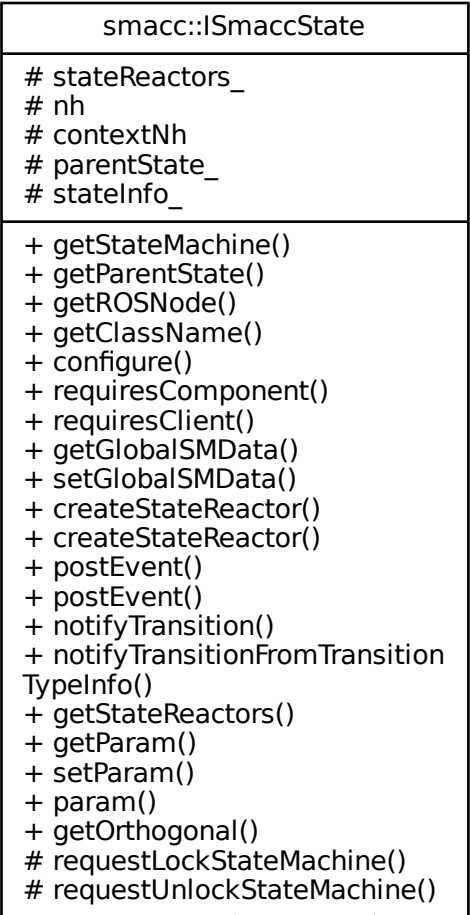 smacc::ISmaccState
# stateReactors_
# nh
# contextNh
# parentState_
# stateInfo_
+ getStateMachine()
+ getParentState()
+ getROSNode()
+ getClassName()
+ configure()
+ requiresComponent()
+ requiresClient()
+ getGlobalSMData()
+ setGlobalSMData()
+ createStateReactor()
+ createStateReactor()
+ postEvent()
+ postEvent()
+ notifyTransition()
+ notifyTransitionFromTransition
TypeInfo()
+ getStateReactors()
+ getParam()
+ setParam()
+ param()
+ getOrthogonal()
# requestLockStateMachine()
# requestUnlockStateMachine()